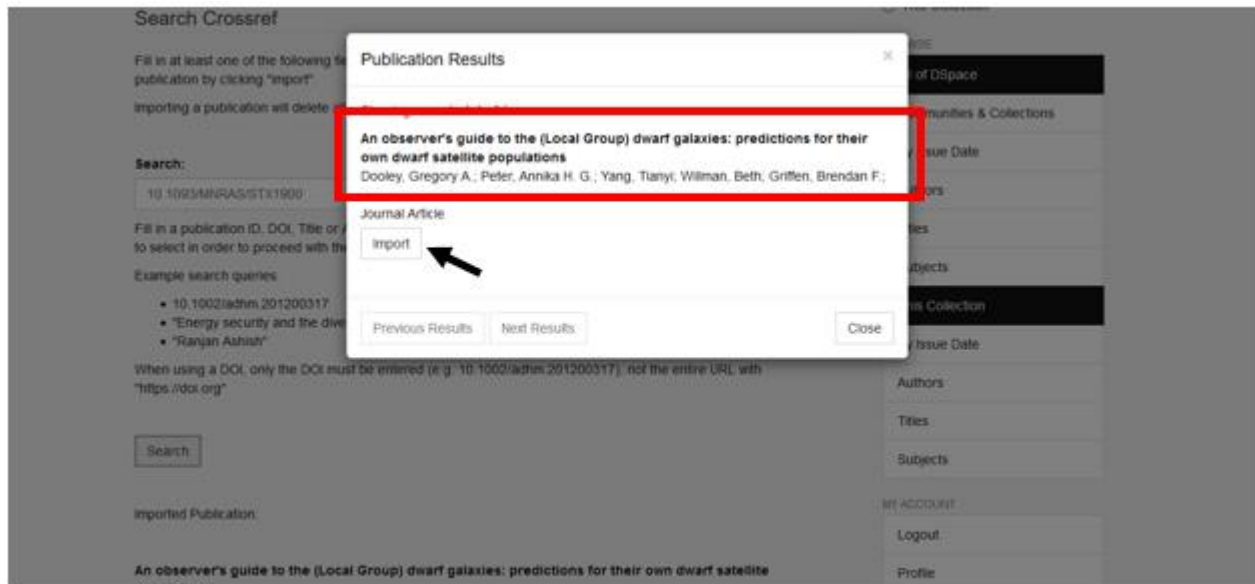 Search Crossref
Fill in at least one of the following
publication by clicking "import"
Importing a publication will delete
Search:
10.1093/MNRAS/STX1900
Fill in a publication ID, DOI, Title or
to select in order to proceed with the
Example search queries
10.1002/adhm.201200317
"Energy security and the dive
"Ranjan Ashish"
When using a DOI, only the DOI must be entered (e.g. 10.1002/adhm.201200317), not the entire URL with
"https://doi.org"
Search
Imported Publication:
An observer's guide to the (Local Group) dwarf galaxies: predictions for their own dwarf satellite
Publication Results
×
An observer's guide to the (Local Group) dwarf galaxies: predictions for their
own dwarf satellite populations
Dooley, Gregory A.; Peter, Annika H. G.; Yang, Tianyi; Willman, Beth; Griffen, Brendan F.;
Journal Article
Import
Previous Results
Next Results
Close
of DSpace
& Collections
Issue Date
This Collection
Issue Date
Authors
Titles
Subjects
MY ACCOUNT
Logout
Profile